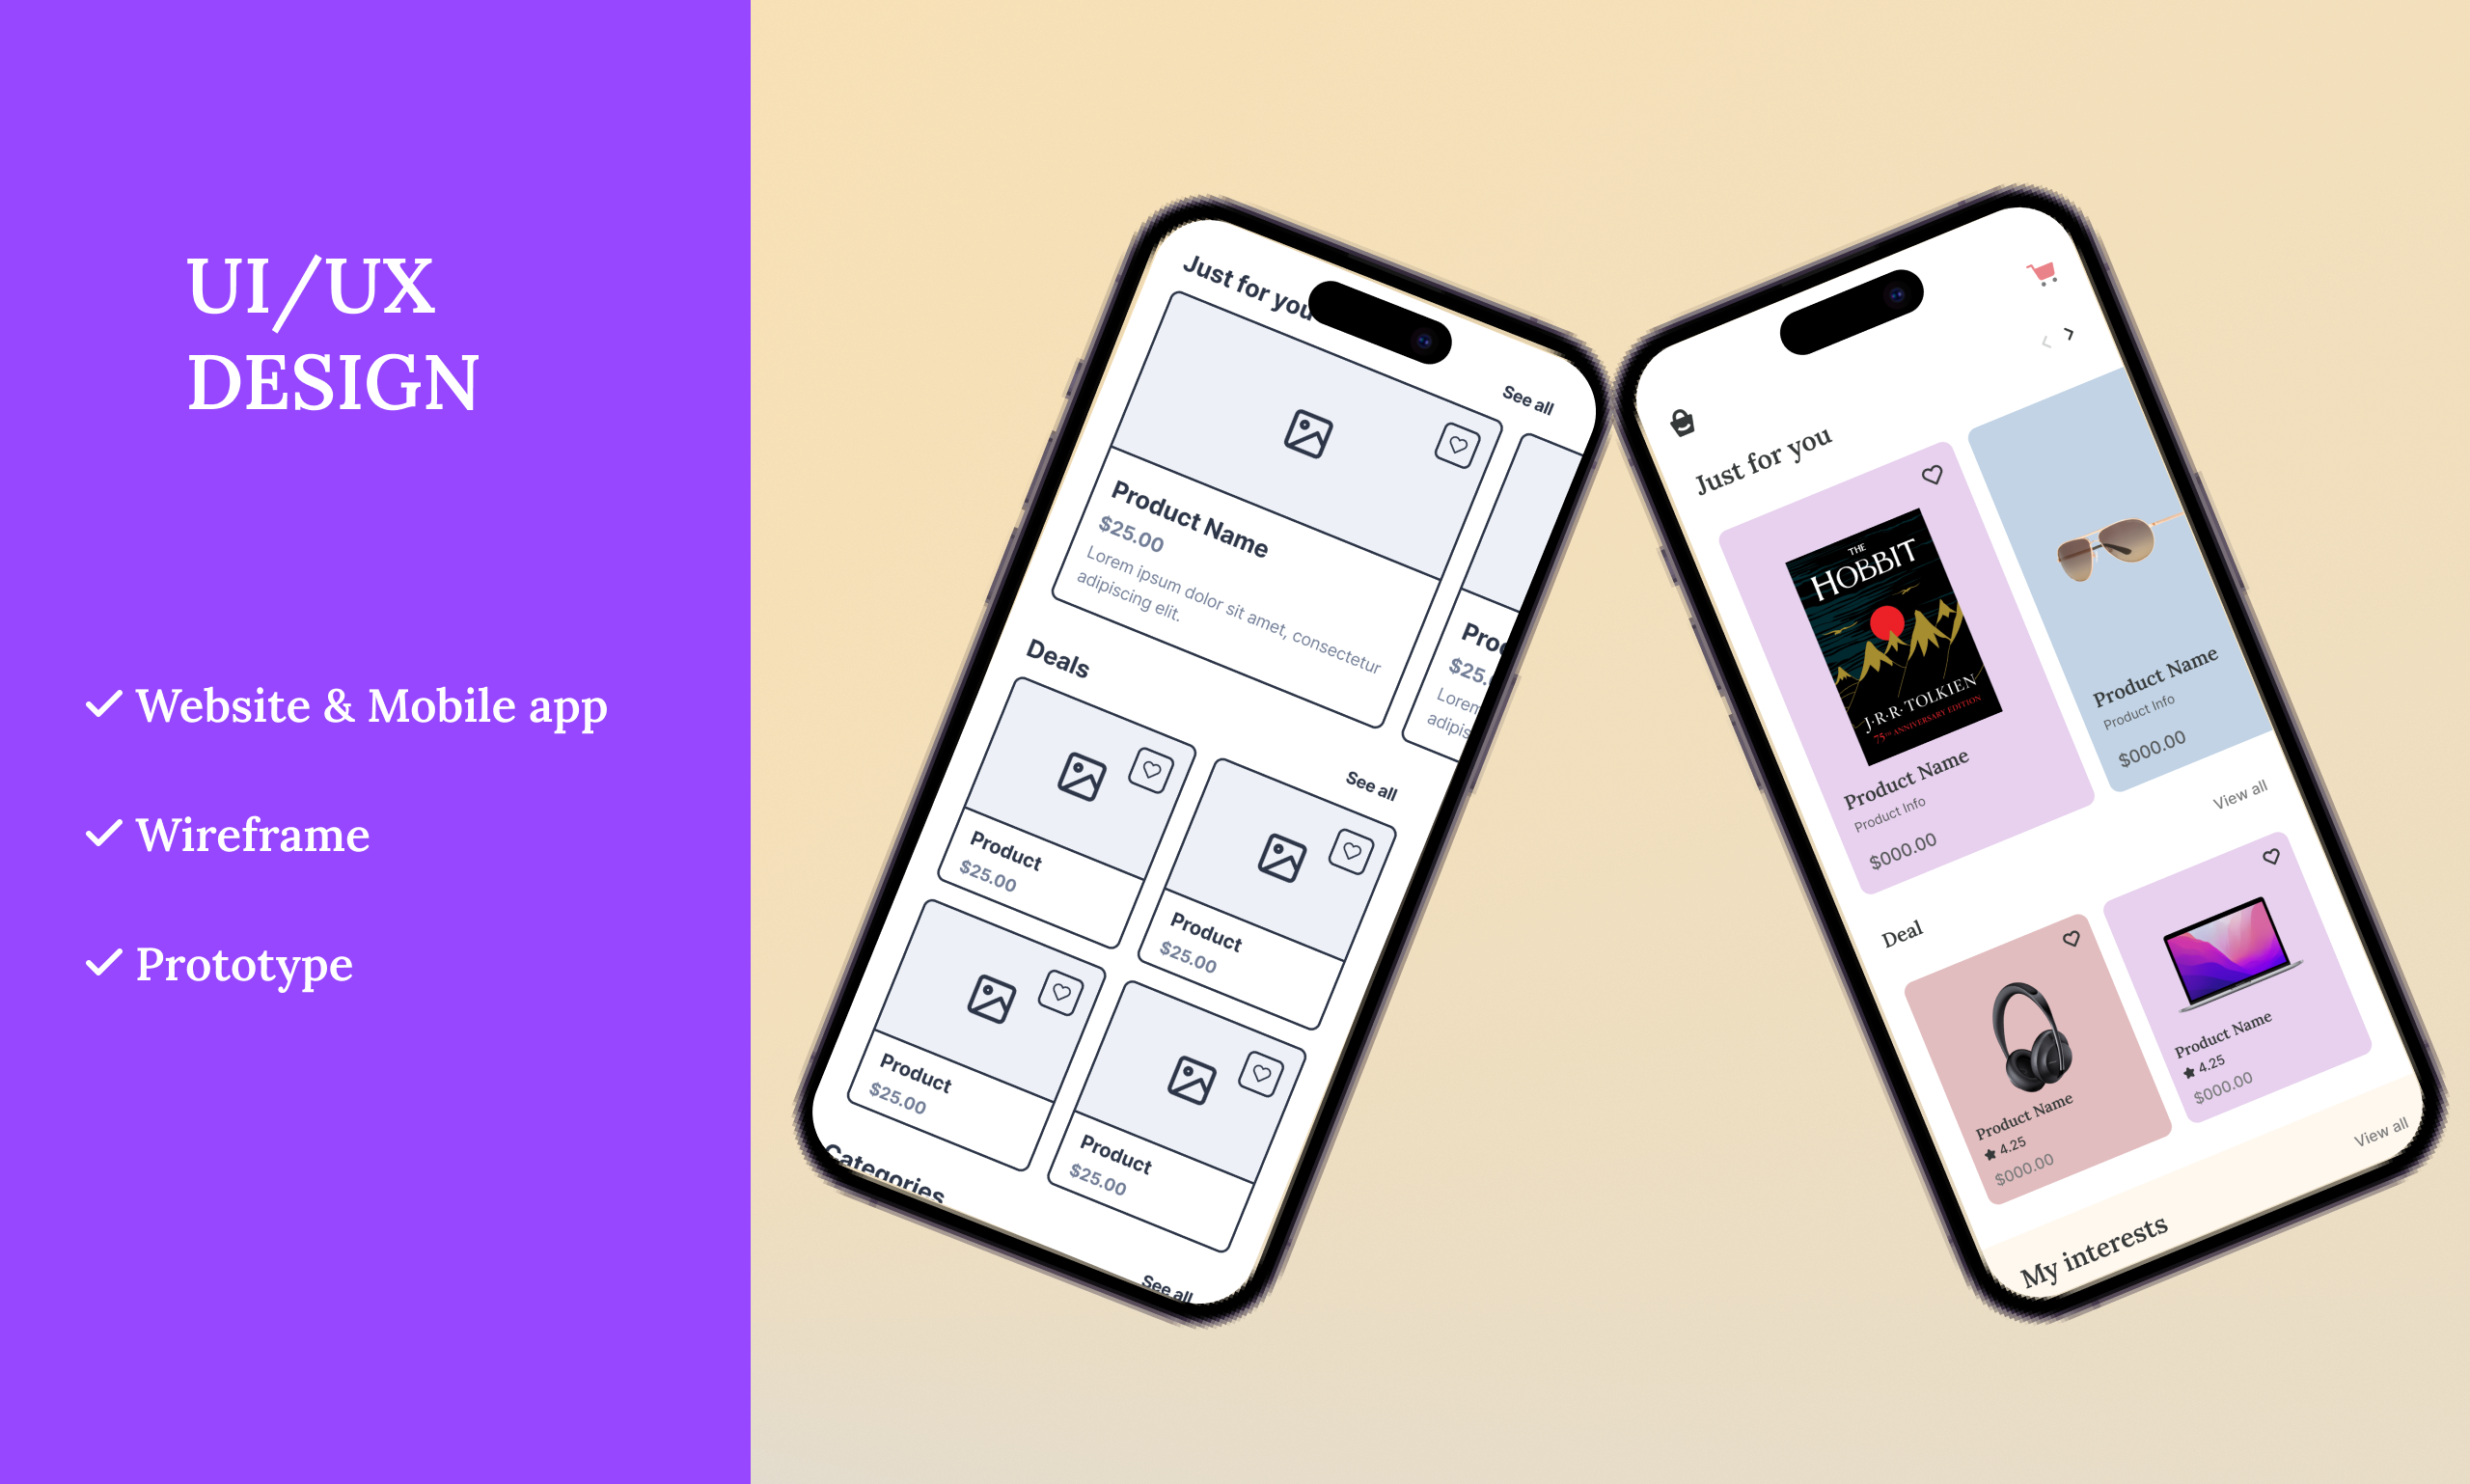 UI/UX
DESIGN
Website & Mobile app
Wireframe
Prototype
Just for you
See all
Product Name
$25.00
Lorem ipsum dolor sit amet, consectetur
adipiscing elit.
Proc
$25.
Lorem
adipis
Deals
See all
Product
$25.00
Product
$25.00
Product
$25.00
Product
$25.00
Categories
See all
Just for you
THE
HOBBIT
J·R·R·TOLKIEN
75TH ANNIVERSARY EDITION
Product Name
Product Info
$000.00
Product Name
Product Info
$000.00
Deal
View all
Product Name
4.25
$000.00
Product Name
4.25
$000.00
My interests
View all